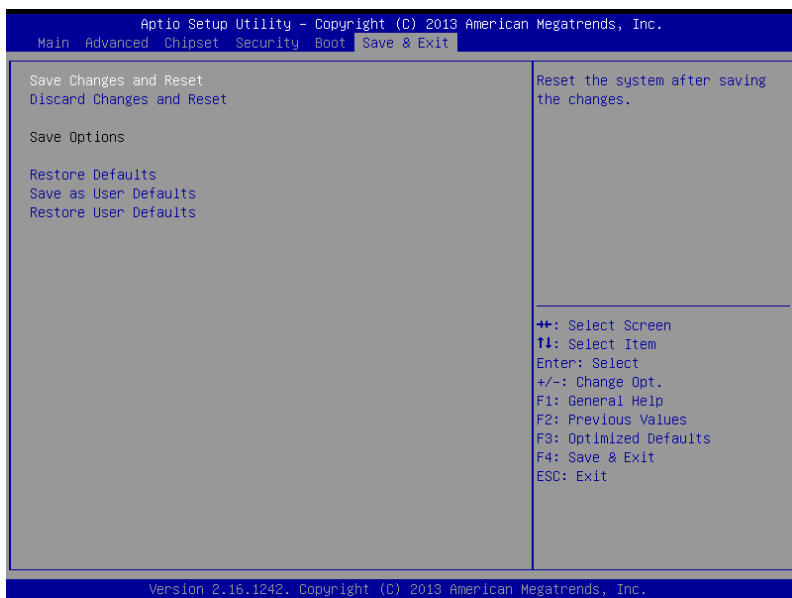 Aptio Setup Utility – Copyright (C) 2013 American Megatrends, Inc.
Main Advanced Chipset Security Boot Save & Exit
Save Changes and Reset
Discard Changes and Reset
Save Options
Restore Defaults
Save as User Defaults
Restore User Defaults
Reset the system after saving
the changes.
→←: Select Screen
↑↓: Select Item
Enter: Select
+/-: Change Opt.
F1: General Help
F2: Previous Values
F3: Optimized Defaults
F4: Save & Exit
ESC: Exit
Version 2.16.1242. Copyright (C) 2013 American Megatrends, Inc.